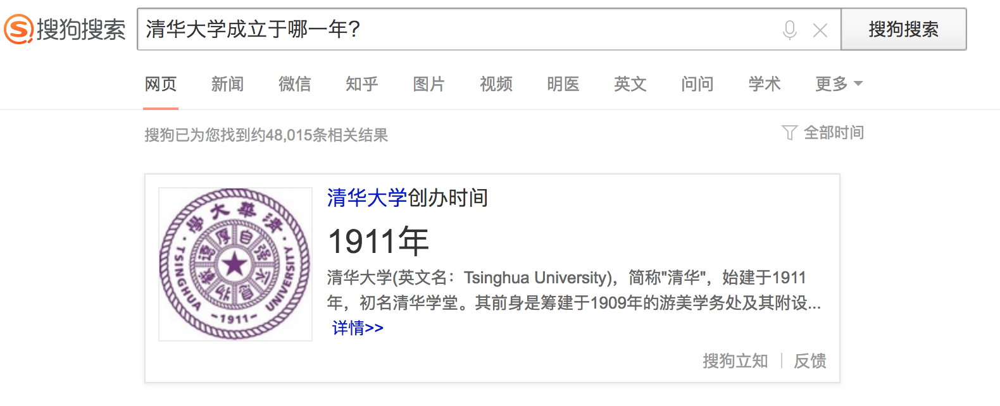 搜狗搜索
清华大学成立于哪一年?
搜狗搜索
网页 新闻 微信 知乎 图片 视频 明医 英文 问问 学术 更多
搜狗已为您找到约48,015条相关结果
全部时间
清華大學
TSINGHUA UNIVERSITY
自强不息
厚德載物
–1911–
清华大学创办时间
1911年
清华大学(英文名：Tsinghua University)，简称"清华"，始建于1911
年，初名清华学堂。其前身是筹建于1909年的游美学务处及其附设...
详情>>
搜狗立知 反馈